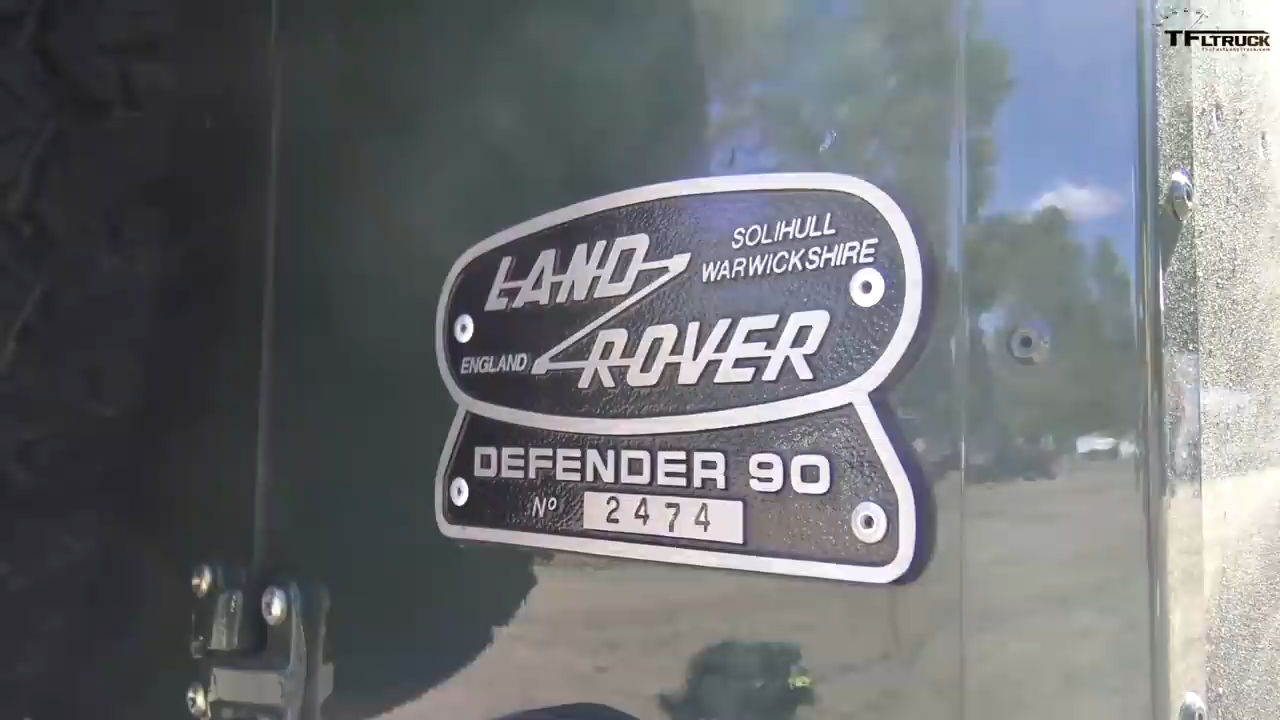 TFLTRUCK
SOLIHULL
WARWICKSHIRE
LAND
ROVER
ENGLAND
DEFENDER 90
Nº 2474